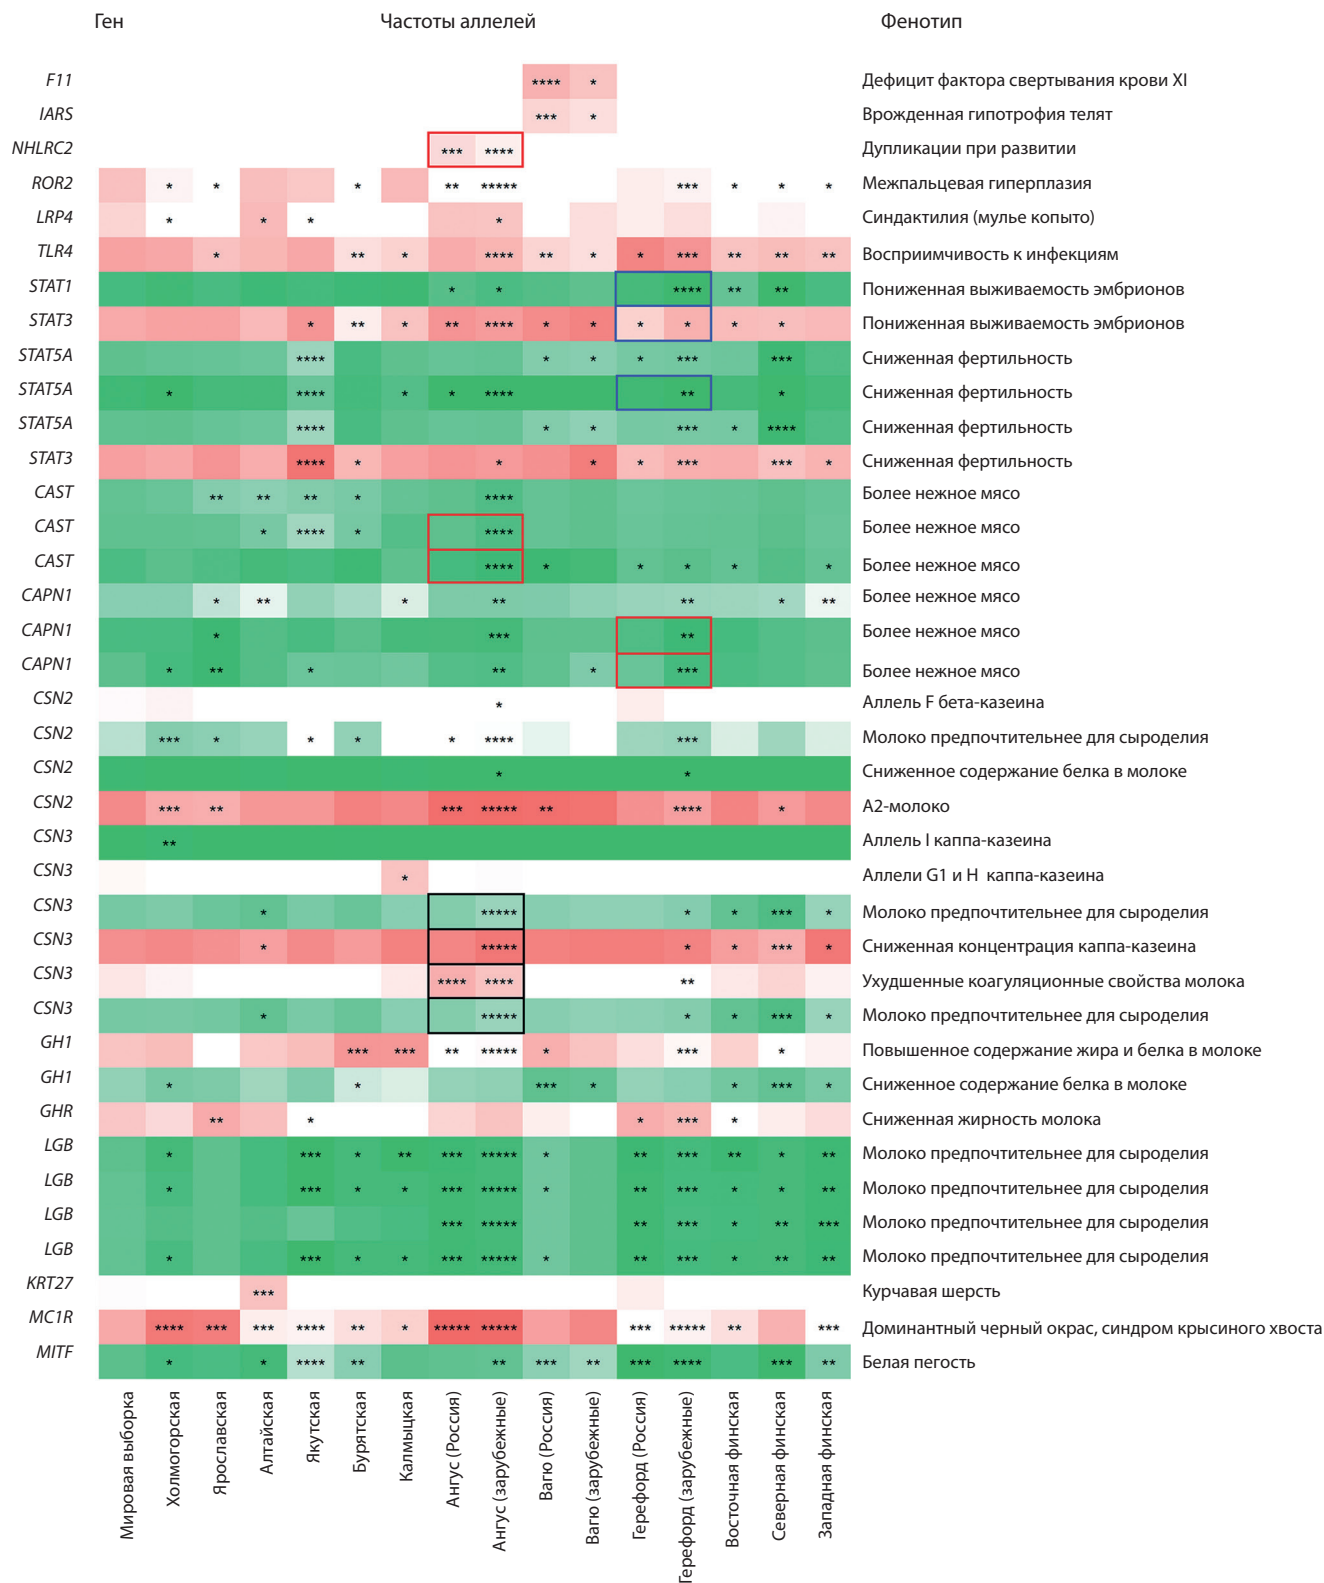 Ген Частоты аллелей Фенотип
F11 **** * Дефицит фактора свертывания крови XI
IARS *** * Врожденная гипотрофия телят
NHLRC2 *** **** Дупликации при развитии
ROR2 * * * ** ***** *** * * * Межпальцевая гиперплазия
LRP4 * * * * Синдактилия (мулье копыто)
TLR4 * ** * **** ** * * *** ** ** ** Восприимчивость к инфекциям
STAT1 * * **** ** ** Пониженная выживаемость эмбрионов
STAT3 * ** * ** **** * * * * * * Пониженная выживаемость эмбрионов
STAT5A **** * * * *** *** Сниженная фертильность
STAT5A * **** * * **** ** * Сниженная фертильность
STAT5A **** * * *** * **** Сниженная фертильность
STAT3 **** * * * * *** *** * Сниженная фертильность
CAST ** ** ** * **** Более нежное мясо
CAST * **** * **** Более нежное мясо
CAST **** * * * * * Более нежное мясо
CAPN1 * ** * ** ** * ** Более нежное мясо
CAPN1 * *** ** Более нежное мясо
CAPN1 * ** * ** * *** Более нежное мясо
CSN2 * Аллель F бета-казеина
CSN2 *** * * * * **** *** Молоко предпочтительнее для сыроделия
CSN2 * * Сниженное содержание белка в молоке
CSN2 *** ** *** ***** ** **** * А2-молоко
CSN3 ** Аллель I каппа-казеина
CSN3 * Аллели G1 и H каппа-казеина
CSN3 * ***** * * *** * Молоко предпочтительнее для сыроделия
CSN3 * ***** * * *** * Сниженная концентрация каппа-казеина
CSN3 **** **** ** Ухудшенные коагуляционные свойства молока
CSN3 * ***** * * *** * Молоко предпочтительнее для сыроделия
GH1 *** *** ** ***** * *** * Повышенное содержание жира и белка в молоке
GH1 * * *** * * *** * Сниженное содержание белка в молоке
GHR ** * * *** * Сниженная жирность молока
LGB * *** * ** *** ***** * ** *** ** * ** Молоко предпочтительнее для сыроделия
LGB * *** * * *** ***** * ** *** * * ** Молоко предпочтительнее для сыроделия
LGB *** ***** ** *** * ** *** Молоко предпочтительнее для сыроделия
LGB * *** * * *** ***** * ** *** * ** ** Молоко предпочтительнее для сыроделия
KRT27 *** Курчавая шерсть
MC1R **** *** *** **** ** * ***** ***** *** ***** ** *** Доминантный черный окрас, синдром крысиного хвоста
MITF * * **** ** ** *** ** *** **** *** ** Белая пегость
Мировая выборка
Холмогорская
Ярославская
Алтайская
Якутская
Бурятская
Калмыцкая
Ангус (Россия)
Ангус (зарубежные)
Вагю (Россия)
Вагю (зарубежные)
Герефорд (Россия)
Герефорд (зарубежные)
Восточная финская
Северная финская
Западная финская